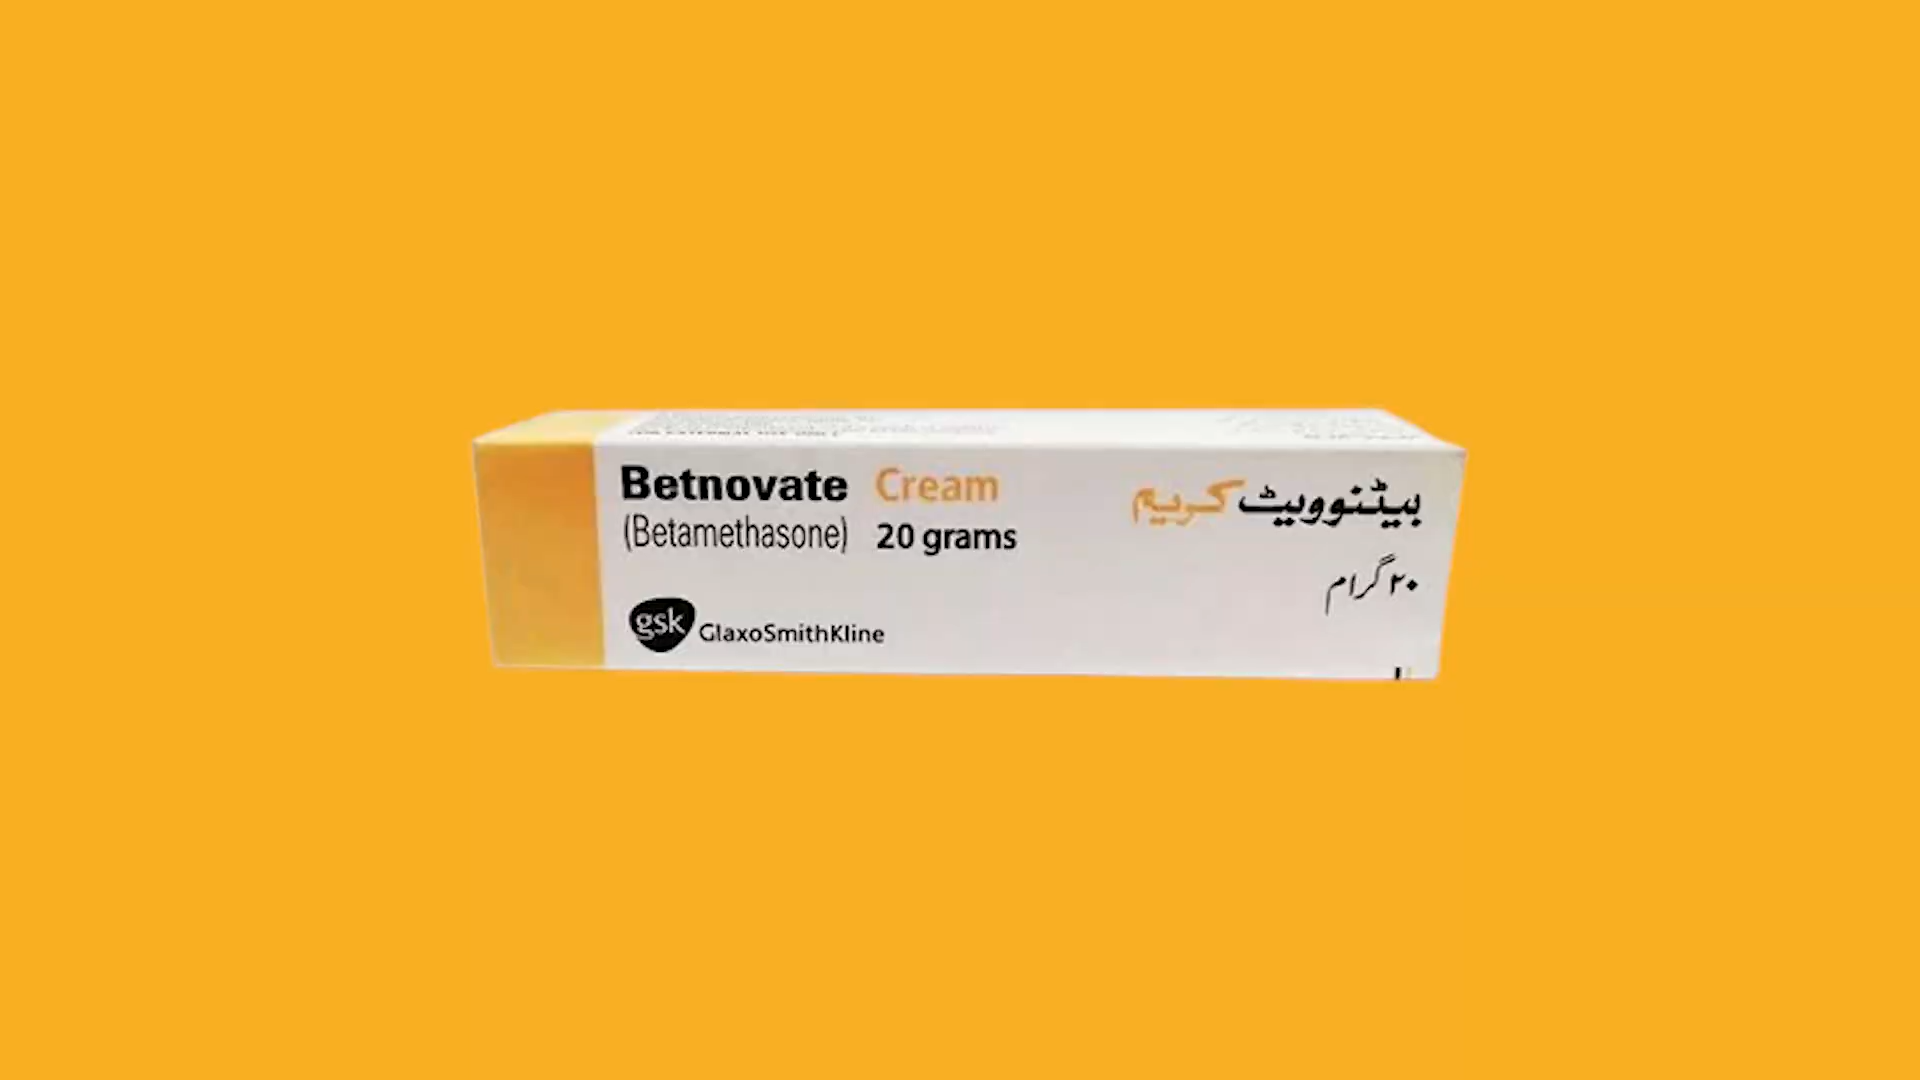 Betnovate Cream
(Betamethasone) 20 grams
gsk GlaxoSmithKline
بیٹنوویٹ کریم
۲۰ گرام